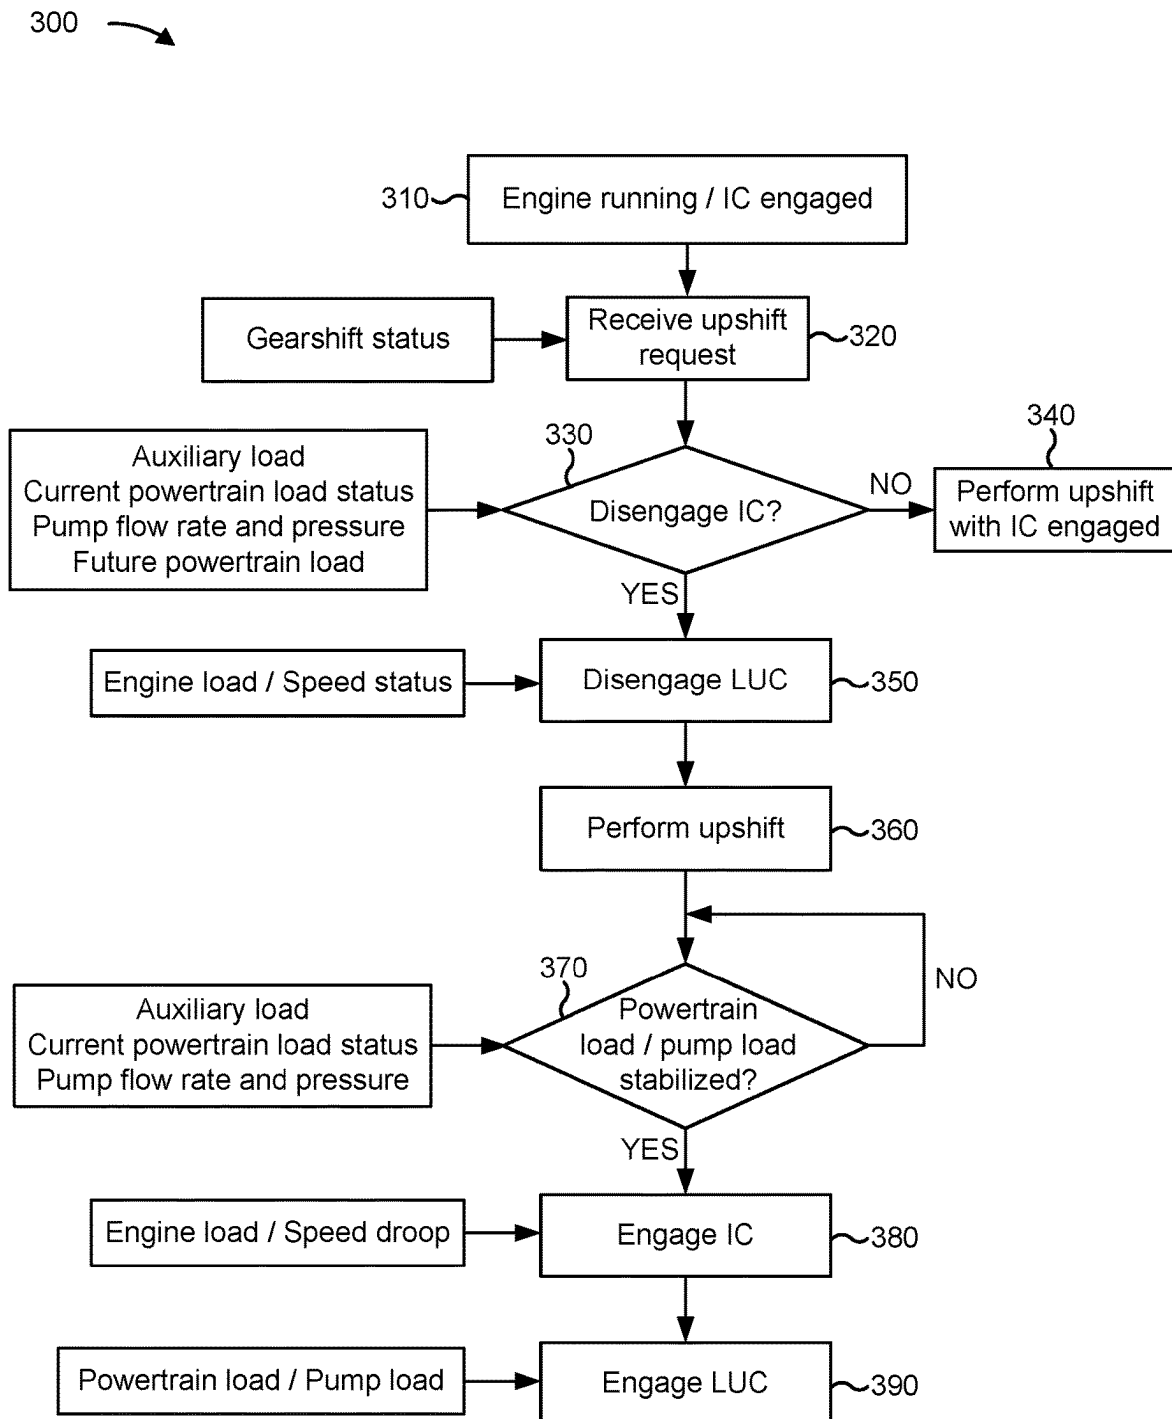 300
310
Engine running / IC engaged
Gearshift status
Receive upshift
request
320
Auxiliary load
Current powertrain load status
Pump flow rate and pressure
Future powertrain load
330
Disengage IC?
NO
340
Perform upshift
with IC engaged
YES
Engine load / Speed status
Disengage LUC
350
Perform upshift
360
Auxiliary load
Current powertrain load status
Pump flow rate and pressure
370
Powertrain
load / pump load
stabilized?
NO
YES
Engine load / Speed droop
Engage IC
380
Powertrain load / Pump load
Engage LUC
390